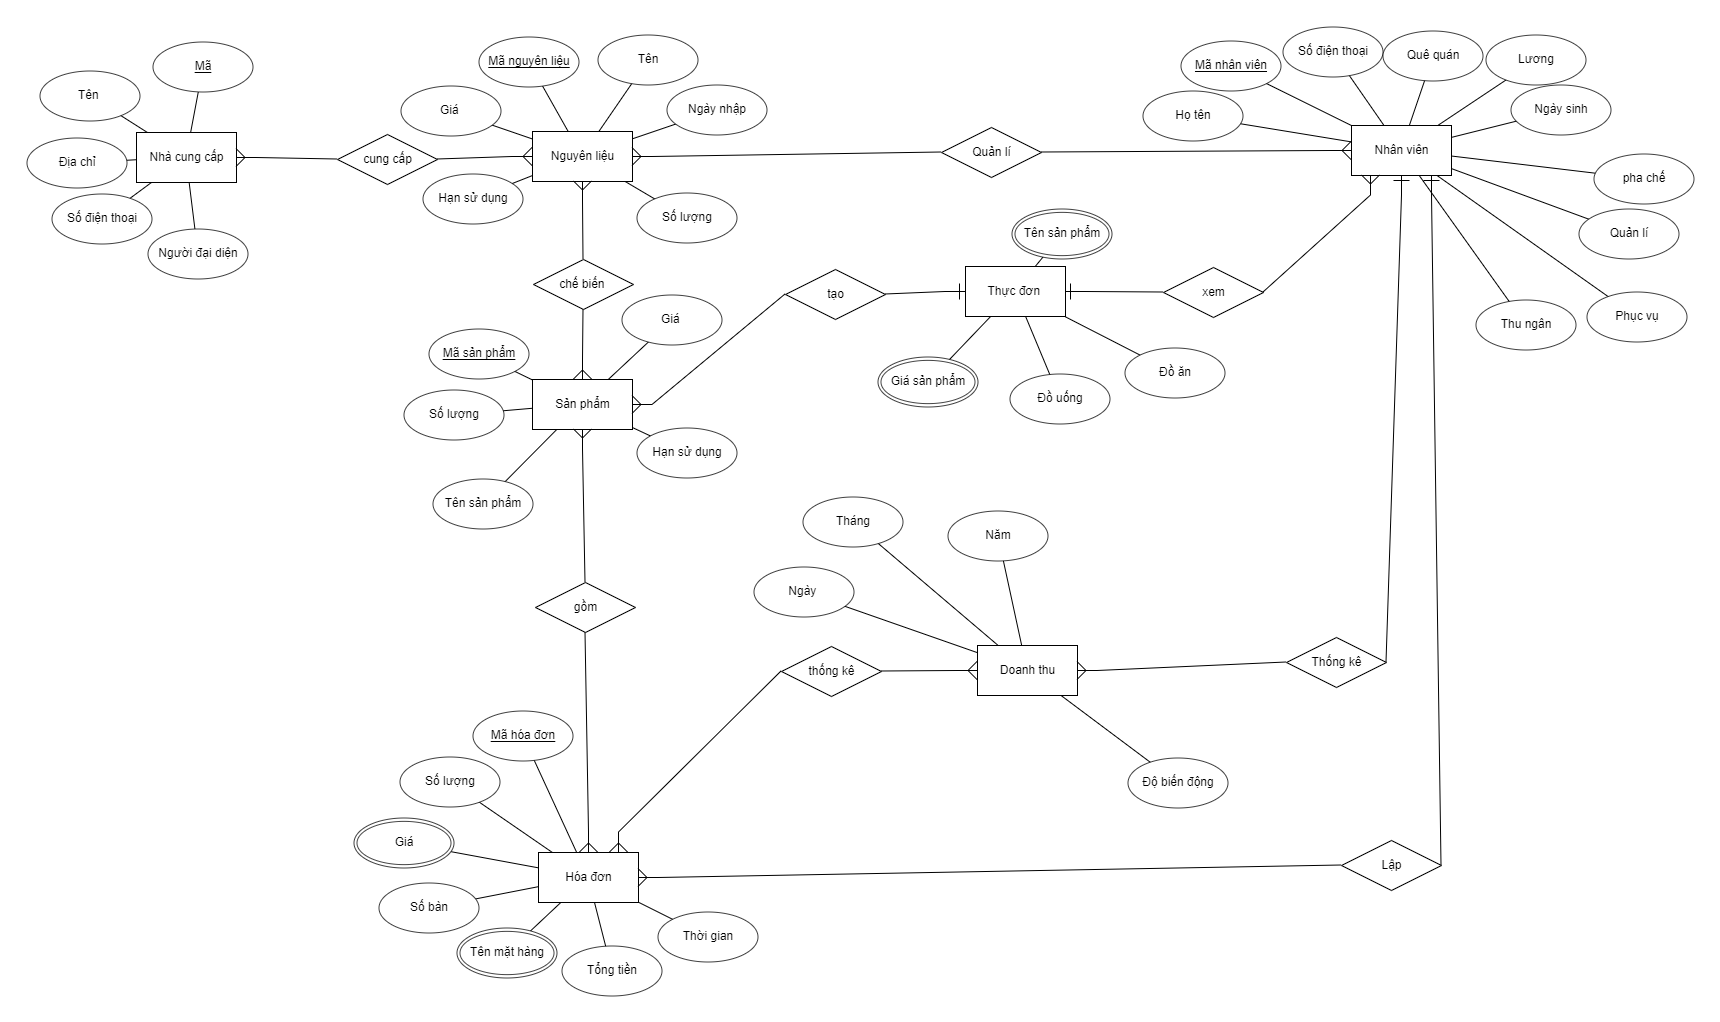 Mã
Tên
Địa chỉ
Số điện thoại
Người đại diện
Nhà cung cấp
cung cấp
Mã nguyên liệu
Tên
Giá
Ngày nhập
Nguyên liệu
Hạn sử dụng
Số lượng
Quản lí
Mã nhân viên
Số điện thoại
Quê quán
Lương
Họ tên
Ngày sinh
Nhân viên
pha chế
Quản lí
Phục vụ
Thu ngân
chế biến
tạo
Tên sản phẩm
Thực đơn
xem
Giá sản phẩm
Đồ uống
Đồ ăn
Giá
Mã sản phẩm
Số lượng
Sản phẩm
Hạn sử dụng
Tên sản phẩm
gồm
Tháng
Năm
Ngày
thống kê
Doanh thu
Thống kê
Độ biến động
Mã hóa đơn
Số lượng
Giá
Hóa đơn
Lập
Số bàn
Tên mặt hàng
Tổng tiền
Thời gian